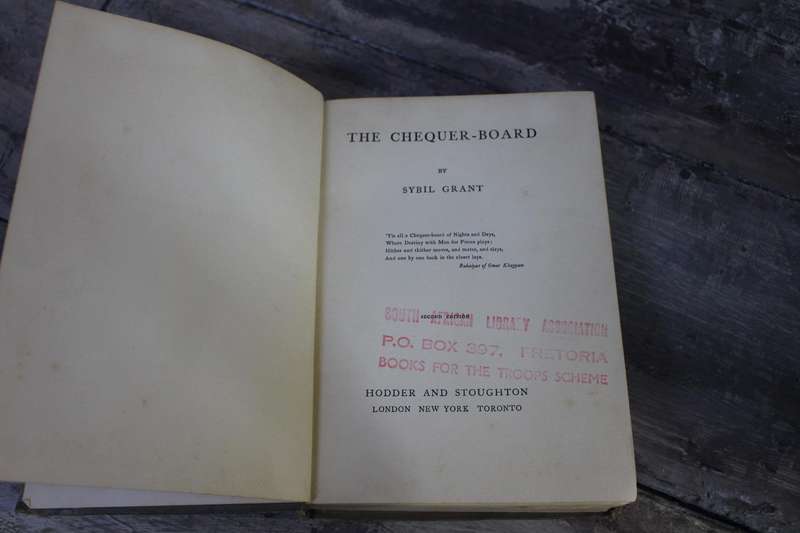 THE CHEQUER-BOARD
BY
SYBIL GRANT
'Tis all a Chequer-board of Nights and Days,
Where Destiny with Men for Pieces plays;
Hither and thither moves, and mates, and slays,
And one by one back in the closet lays.
Rubaiyat of Omar Khayyam
SECOND EDITION
SOUTH AFRICAN LIBRARY ASSOCIATION
P.O. BOX 397, PRETORIA
BOOKS FOR THE TROOPS SCHEME
HODDER AND STOUGHTON
LONDON NEW YORK TORONTO